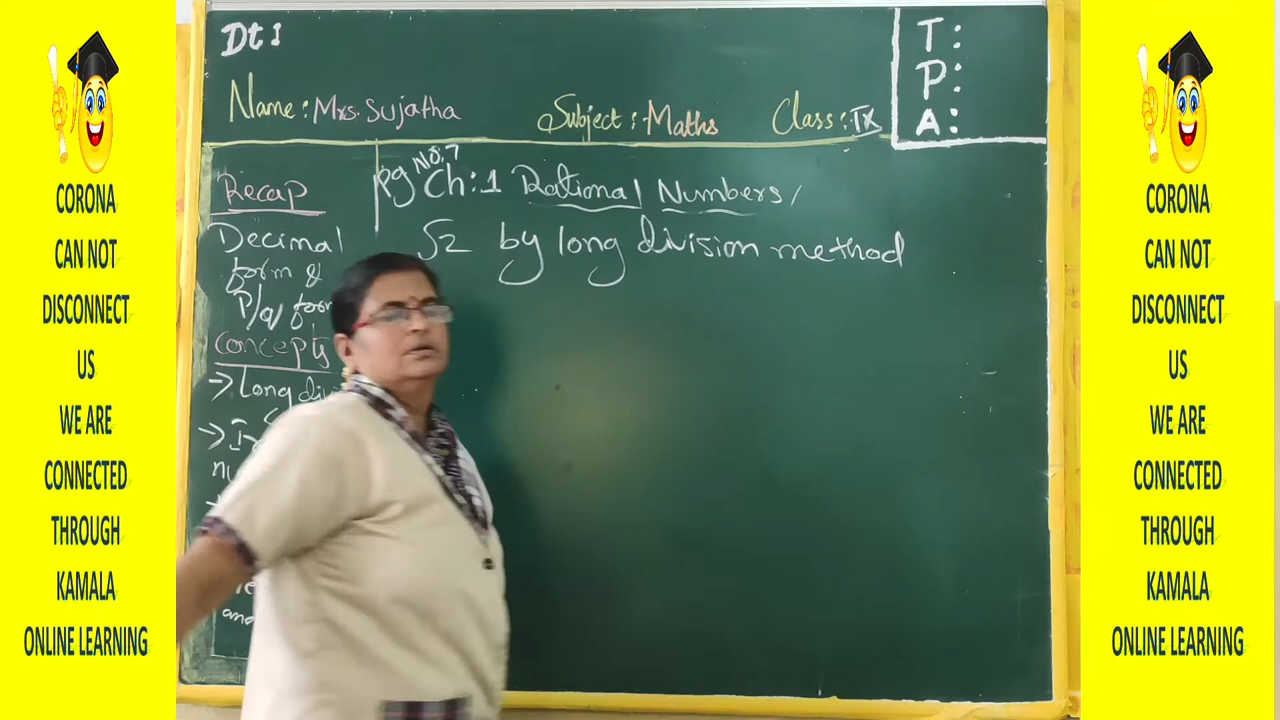 CORONA
CAN NOT
DISCONNECT
US
WE ARE
CONNECTED
THROUGH
KAMALA
ONLINE LEARNING
Dt:
Name: Mrs. Sujatha Subject: Maths Class: IX
T:
P:
A:
Recap
Decimal
form &
P/q
Concepts
→ Long
→
pg No.7 Ch:1 Rational Numbers/
√2 by long division method
CORONA
CAN NOT
DISCONNECT
US
WE ARE
CONNECTED
THROUGH
KAMALA
ONLINE LEARNING